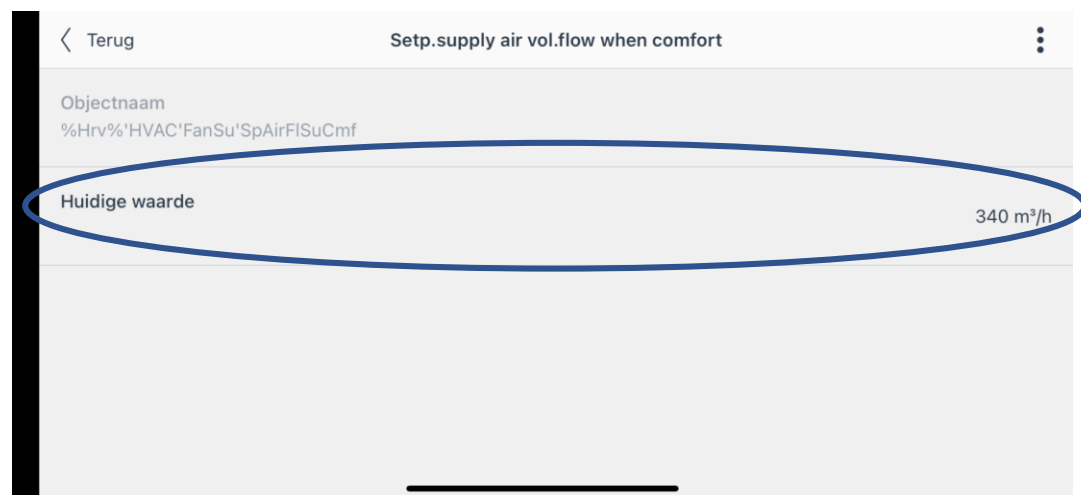 Terug
Setp.supply air vol.flow when comfort
Objectnaam
%Hrv%'HVAC'FanSu'SpAirFlSuCmf
Huidige waarde
340 m³/h